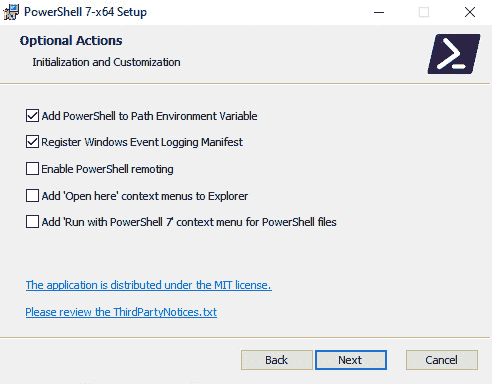 PowerShell 7-x64 Setup
Optional Actions
Initialization and Customization
Add PowerShell to Path Environment Variable
Register Windows Event Logging Manifest
Enable PowerShell remoting
Add 'Open here' context menus to Explorer
Add 'Run with PowerShell 7' context menu for PowerShell files
The application is distributed under the MIT license.
Please review the ThirdPartyNotices.txt
Back Next Cancel